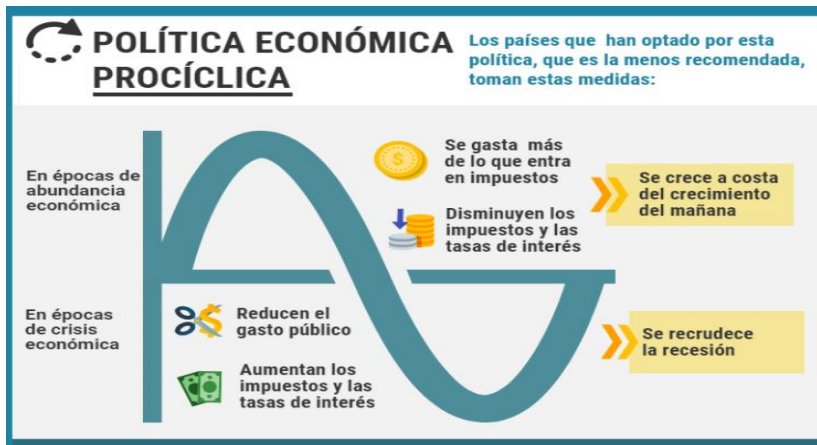 POLÍTICA ECONÓMICA
PROCÍCLICA
Los países que han optado por esta
política, que es la menos recomendada,
toman estas medidas:
En épocas de
abundancia
económica
$
Se gasta más
de lo que entra
en impuestos
Disminuyen los
impuestos y las
tasas de interés
Se crece a costa
del crecimiento
del mañana
En épocas
de crisis
económica
$
Reducen el
gasto público
Aumentan los
impuestos y las
tasas de interés
Se recrudece
la recesión